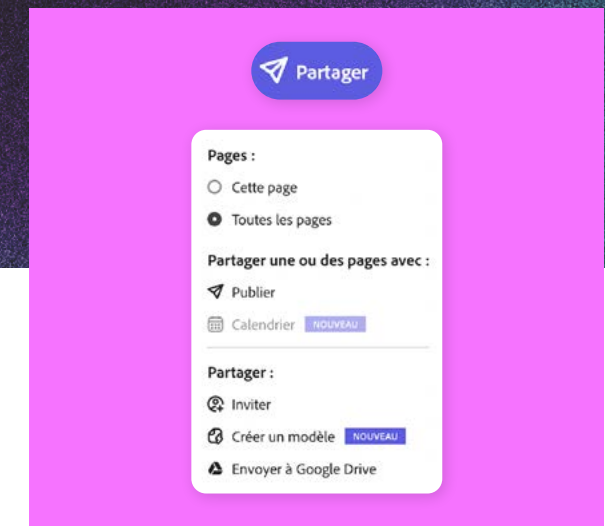 Partager
Pages :
Cette page
Toutes les pages
Partager une ou des pages avec :
Publier
Calendrier NOUVEAU
Partager :
Inviter
Créer un modèle NOUVEAU
Envoyer à Google Drive